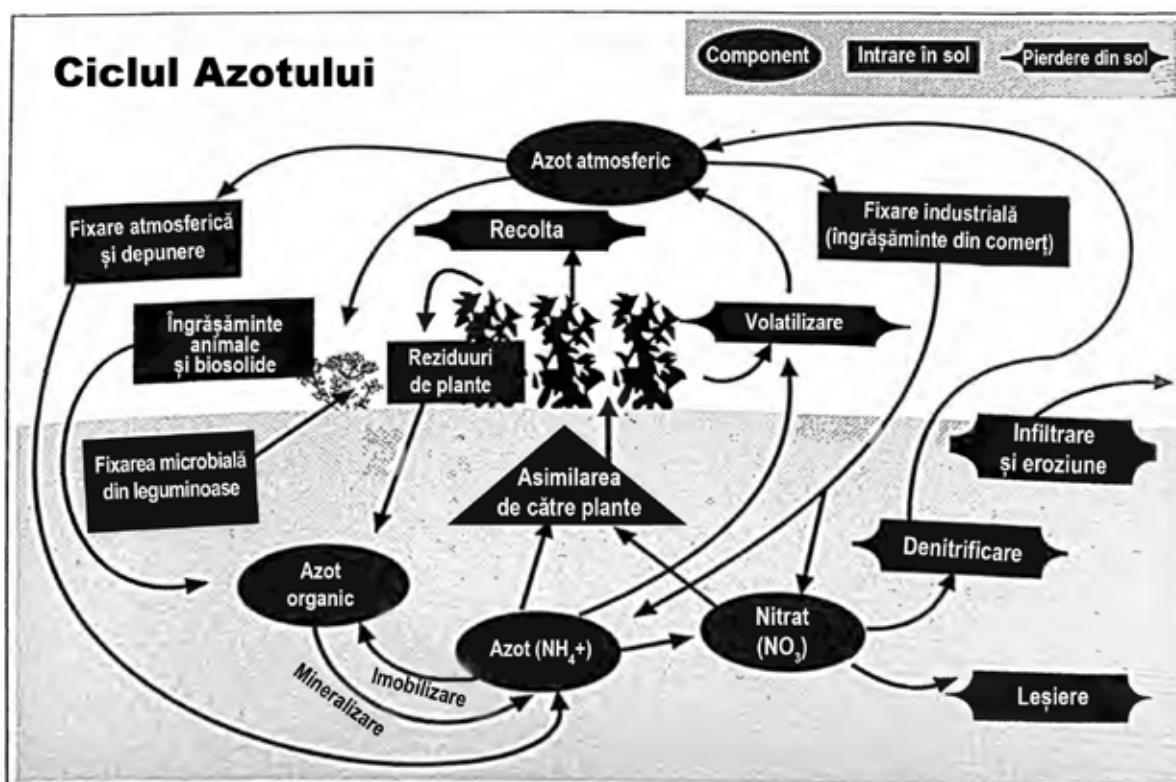 Ciclul Azotului
Component
Intrare în sol
Pierdere din sol
Azot atmosferic
Fixare atmosferică
și depunere
Recolta
Fixare industrială
(îngrășăminte din comerț)
Îngrășăminte
animale
și biosolide
Reziduuri
de plante
Volatilizare
Fixarea microbială
din leguminoase
Asimilarea
de către plante
Infiltrare
și eroziune
Denitrificare
Azot
organic
Azot (NH₄+)
Nitrat
(NO₃)
Imobilizare
Mineralizare
Leșiere